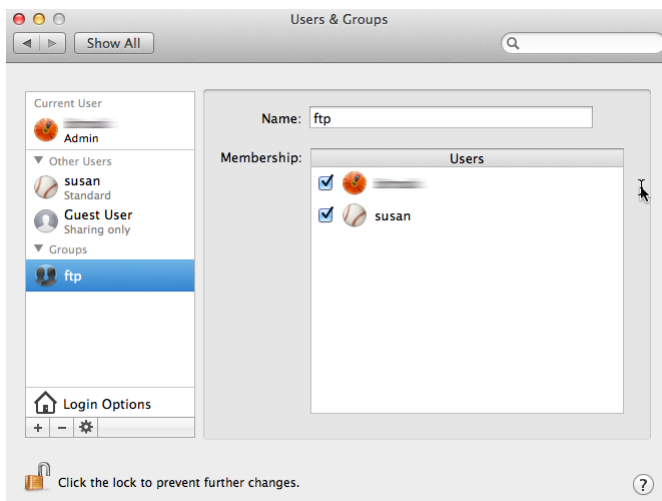 Users & Groups
Show All
Current User
Admin
Other Users
susan
Standard
Guest User
Sharing only
Groups
ftp
Login Options
Name: ftp
Membership: Users
susan
Click the lock to prevent further changes.
?